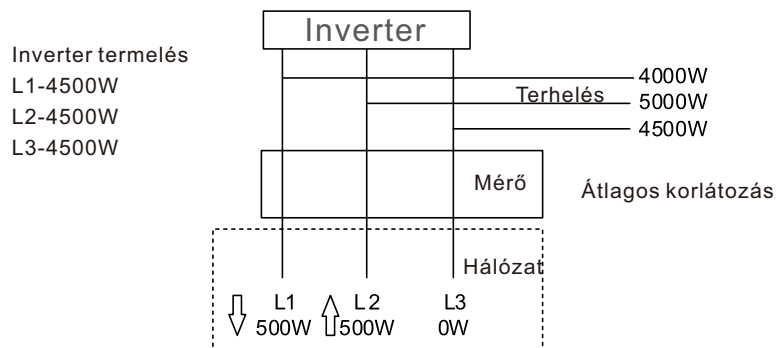 Inverter
Inverter termelés
L1-4500W
L2-4500W
L3-4500W
4000W
Terhelés
5000W
4500W
Mérő
Átlagos korlátozás
Hálózat
L1 L2 L3
500W 500W 0W